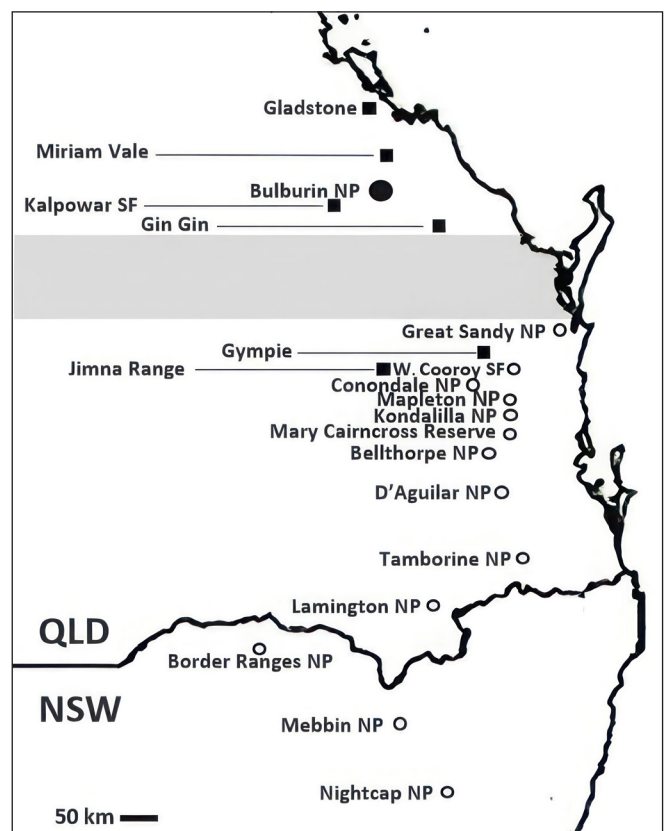 Gladstone
Miriam Vale
Bulburin NP
Kalpowar SF
Gin Gin
Great Sandy NP
Gympie
Jimna Range
W. Cooroy SF
Conondale NP
Mapleton NP
Kondalilla NP
Mary Cairncross Reserve
Bellthorpe NP
D’Aguilar NP
Tamborine NP
Lamington NP
QLD
Border Ranges NP
NSW
Mebbin NP
Nightcap NP
50 km